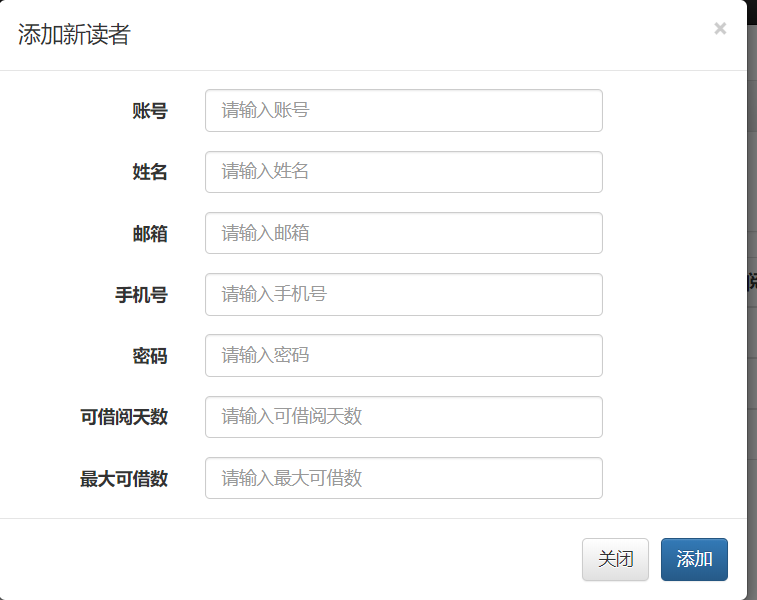 添加新读者
×
账号 请输入账号
姓名 请输入姓名
邮箱 请输入邮箱
手机号 请输入手机号
密码 请输入密码
可借阅天数 请输入可借阅天数
最大可借数 请输入最大可借数
关闭 添加